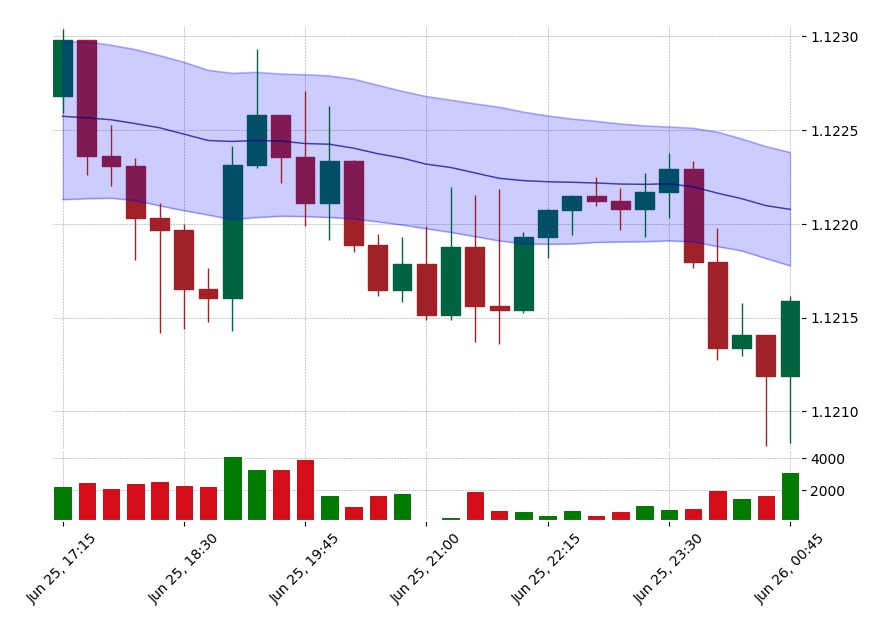 1.1230
1.1225
1.1220
1.1215
1.1210
4000
2000
Jun 25, 17:15
Jun 25, 18:30
Jun 25, 19:45
Jun 25, 21:00
Jun 25, 22:15
Jun 25, 23:30
Jun 26, 00:45